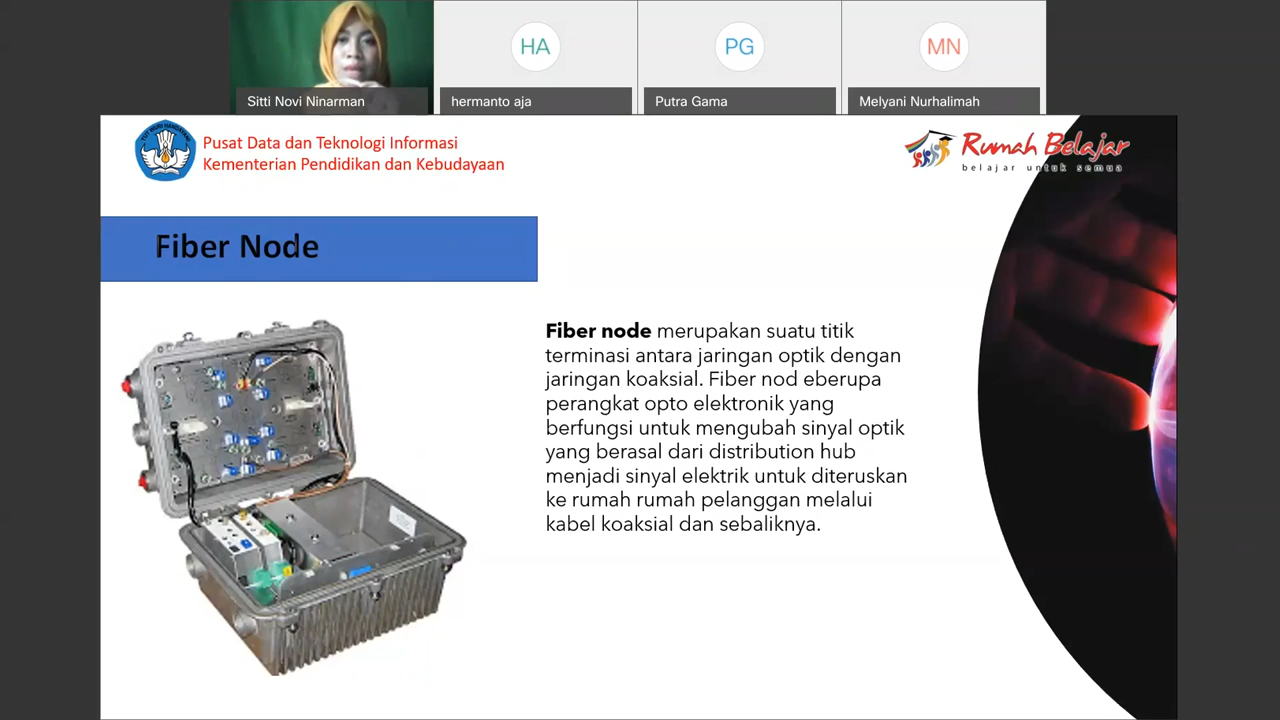 HA
PG
MN
Sitti Novi Ninarman
hermanto aja
Putra Gama
Melyani Nurhalimah
Pusat Data dan Teknologi Informasi
Kementerian Pendidikan dan Kebudayaan
Rumah Belajar
belajar untuk semua
Fiber Node
Fiber node merupakan suatu titik
terminasi antara jaringan optik dengan
jaringan koaksial. Fiber nod eberupa
perangkat opto elektronik yang
berfungsi untuk mengubah sinyal optik
yang berasal dari distribution hub
menjadi sinyal elektrik untuk diteruskan
ke rumah rumah pelanggan melalui
kabel koaksial dan sebaliknya.